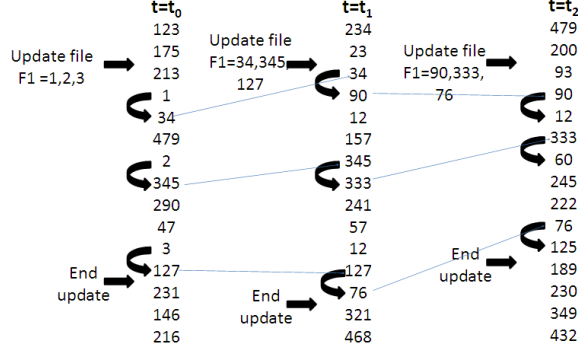 t=t0 t=t1 t=t2
123 234 479
Update file 175 Update file 23 Update file 200
F1 =1,2,3 213 F1=34,345, 34 F1=90,333, 93
1 127 90 76 90
34 12 12
479 157 333
2 345 60
345 333 245
290 241 222
47 57 76
3 12 125
End 127 127 End 189
update 231 End 76 update 230
146 update 321 349
216 468 432